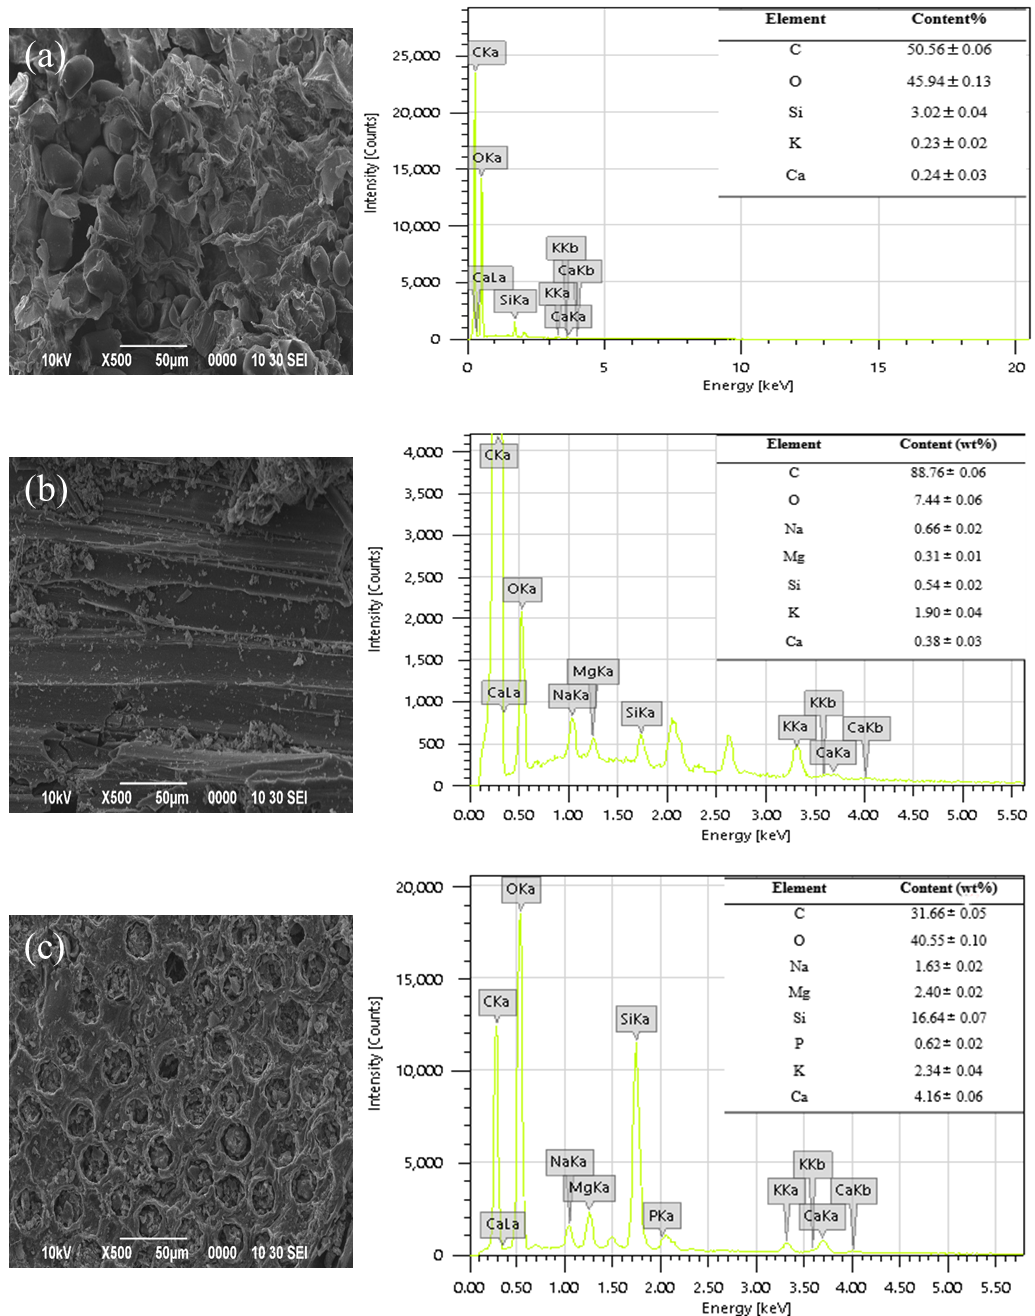 (a)
10kV X500 50µm 0000 10 30 SEI
Intensity [Counts]
25,000
20,000
15,000
10,000
5,000
0
CKa
OKa
CaLa
SiKa
KKb
CaKb
KKa
CaKa
0 5 10 15 20
Energy [keV]
Element Content%
C 50.56 ± 0.06
O 45.94 ± 0.13
Si 3.02 ± 0.04
K 0.23 ± 0.02
Ca 0.24 ± 0.03
(b)
10kV X500 50µm 0000 10 30 SEI
Intensity [Counts]
4,000
3,500
3,000
2,500
2,000
1,500
1,000
500
0
CKa
OKa
CaLa
NaKa
MgKa
SiKa
KKb
KKa
CaKb
CaKa
0.00 0.50 1.00 1.50 2.00 2.50 3.00 3.50 4.00 4.50 5.00 5.50
Energy [keV]
Element Content (wt%)
C 88.76 ± 0.06
O 7.44 ± 0.06
Na 0.66 ± 0.02
Mg 0.31 ± 0.01
Si 0.54 ± 0.02
K 1.90 ± 0.04
Ca 0.38 ± 0.03
(c)
10kV X500 50µm 0000 10 30 SEI
Intensity [Counts]
20,000
15,000
10,000
5,000
0
OKa
CKa
SiKa
NaKa
MgKa
CaLa
PKa
KKb
KKa
CaKb
CaKa
0.00 0.50 1.00 1.50 2.00 2.50 3.00 3.50 4.00 4.50 5.00 5.50
Energy [keV]
Element Content (wt%)
C 31.66 ± 0.05
O 40.55 ± 0.10
Na 1.63 ± 0.02
Mg 2.40 ± 0.02
Si 16.64 ± 0.07
P 0.62 ± 0.02
K 2.34 ± 0.04
Ca 4.16 ± 0.06